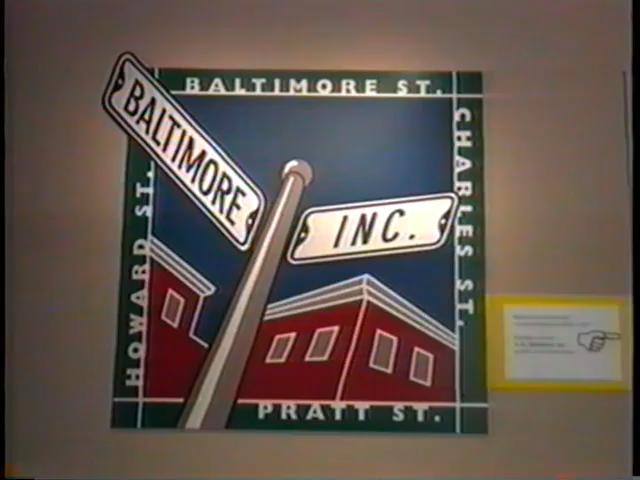 BALTIMORE ST.
BALTIMORE
INC.
CHARLES ST.
HOWARD ST.
PRATT ST.